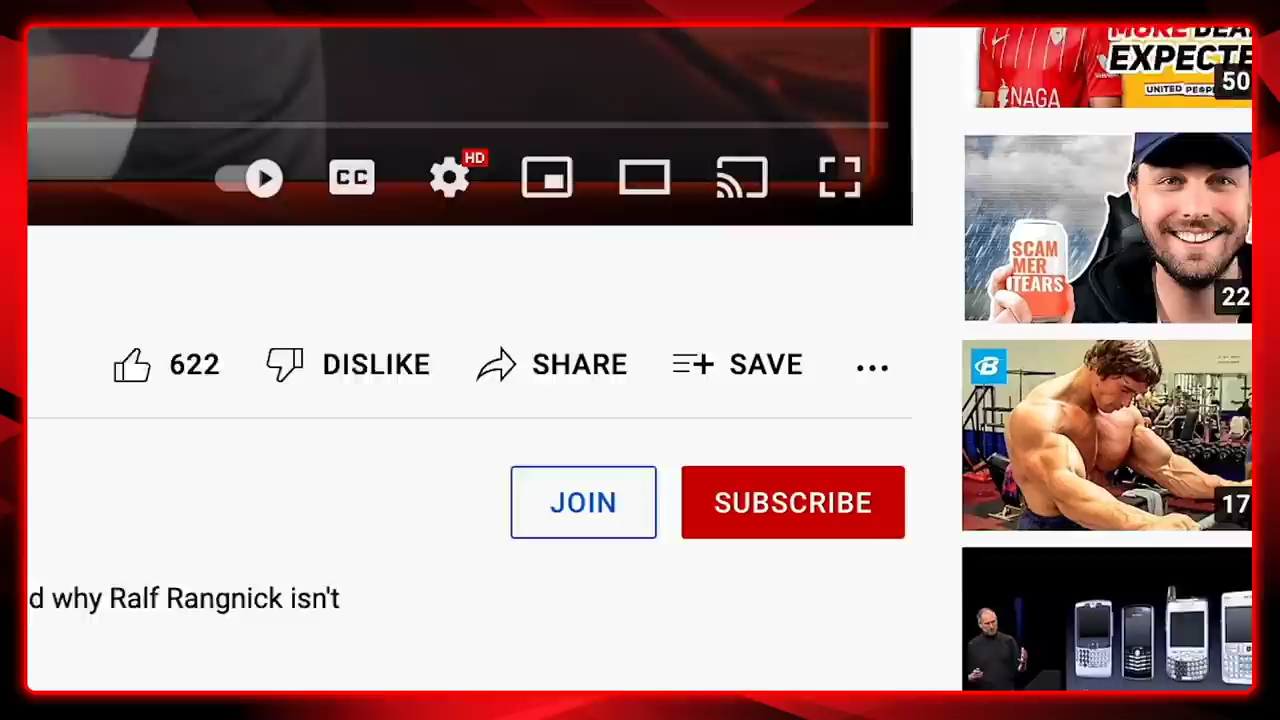 EXPECTE
50
UNITED PEOPL
NAGA
CC
HD
SCAM
MER
TEARS
22
622
DISLIKE
SHARE
SAVE
B
17
JOIN
SUBSCRIBE
d why Ralf Rangnick isn't